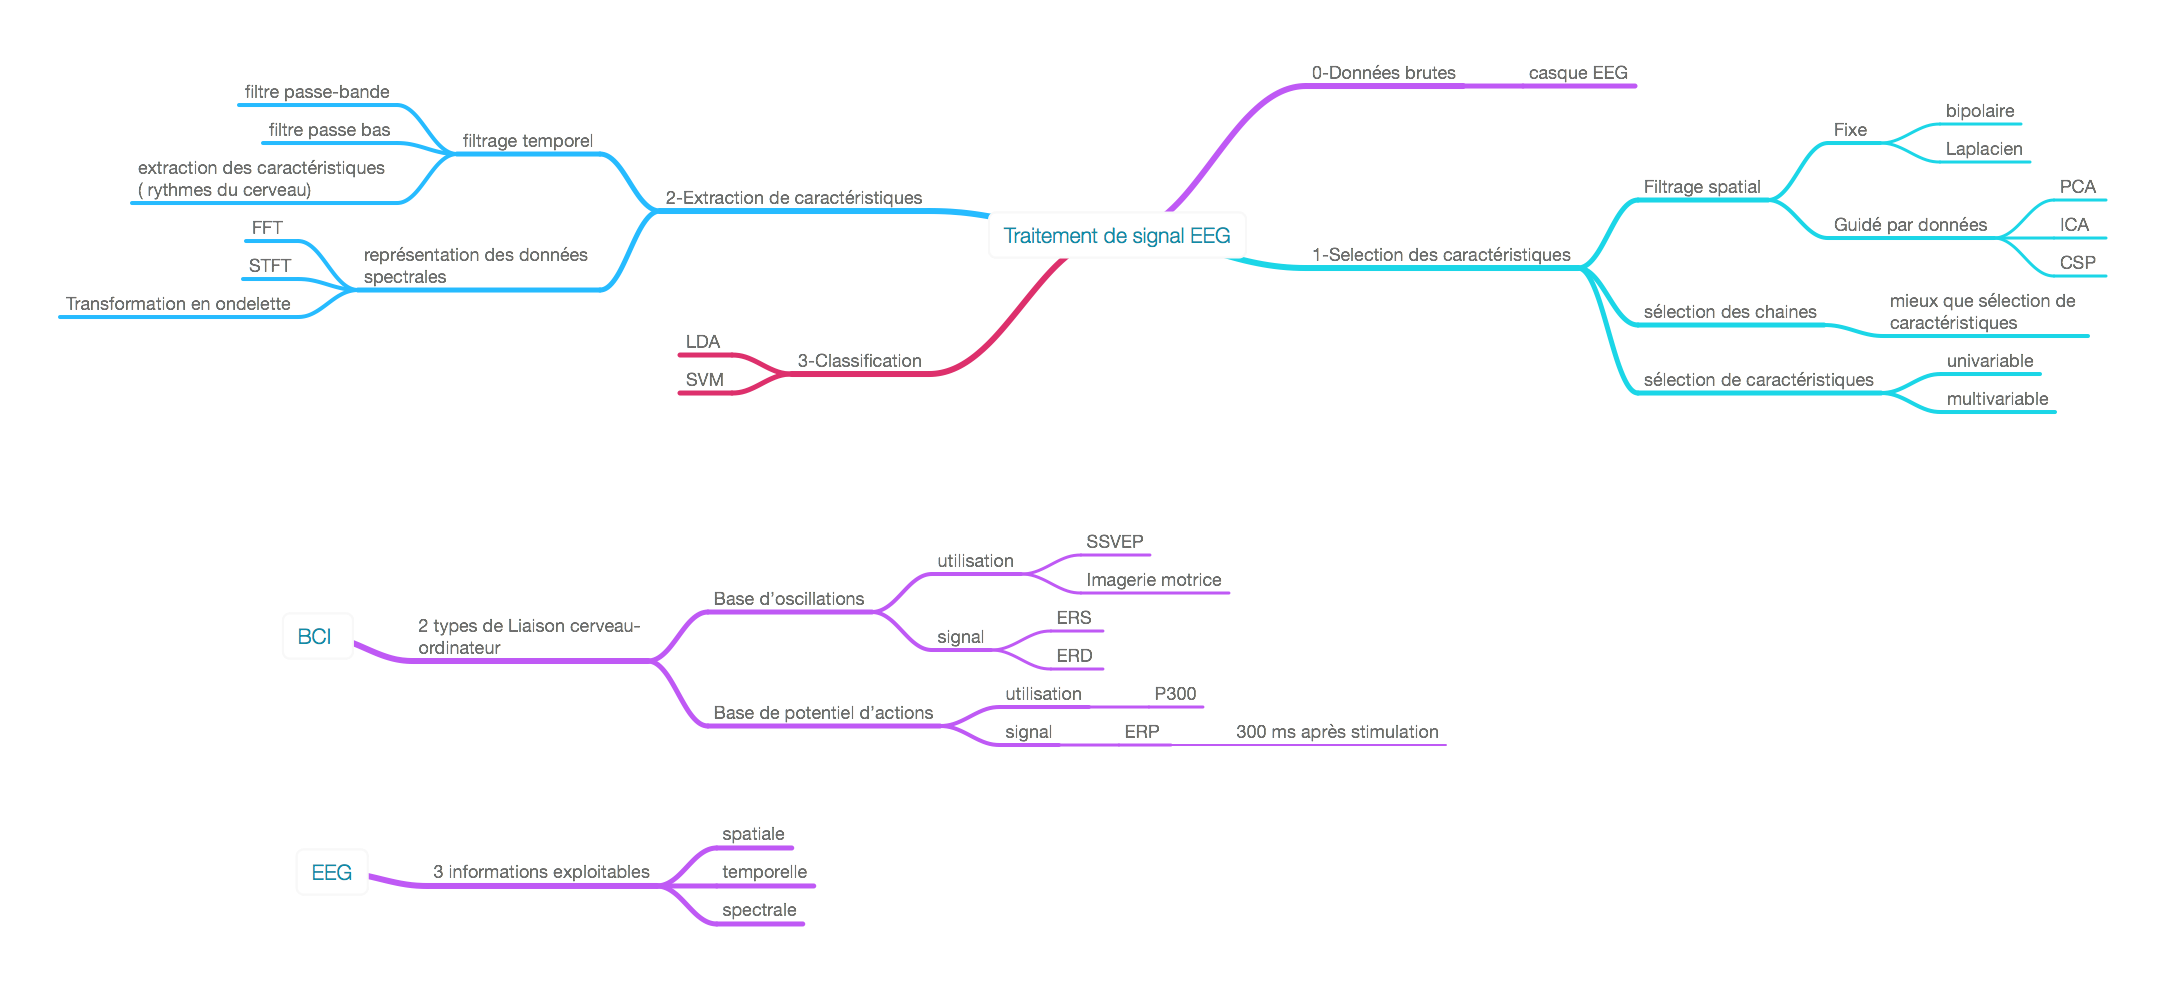 Traitement de signal EEG
0-Données brutes
casque EEG
1-Selection des caractéristiques
Filtrage spatial
Fixe
bipolaire
Laplacien
Guidé par données
PCA
ICA
CSP
sélection des chaines
mieux que sélection de
caractéristiques
sélection de caractéristiques
univariable
multivariable
2-Extraction de caractéristiques
filtrage temporel
filtre passe-bande
filtre passe bas
extraction des caractéristiques
( rythmes du cerveau)
représentation des données
spectrales
FFT
STFT
Transformation en ondelette
3-Classification
LDA
SVM
BCI
2 types de Liaison cerveau-
ordinateur
Base d’oscillations
utilisation
SSVEP
Imagerie motrice
signal
ERS
ERD
Base de potentiel d’actions
utilisation
P300
signal
ERP
300 ms après stimulation
EEG
3 informations exploitables
spatiale
temporelle
spectrale